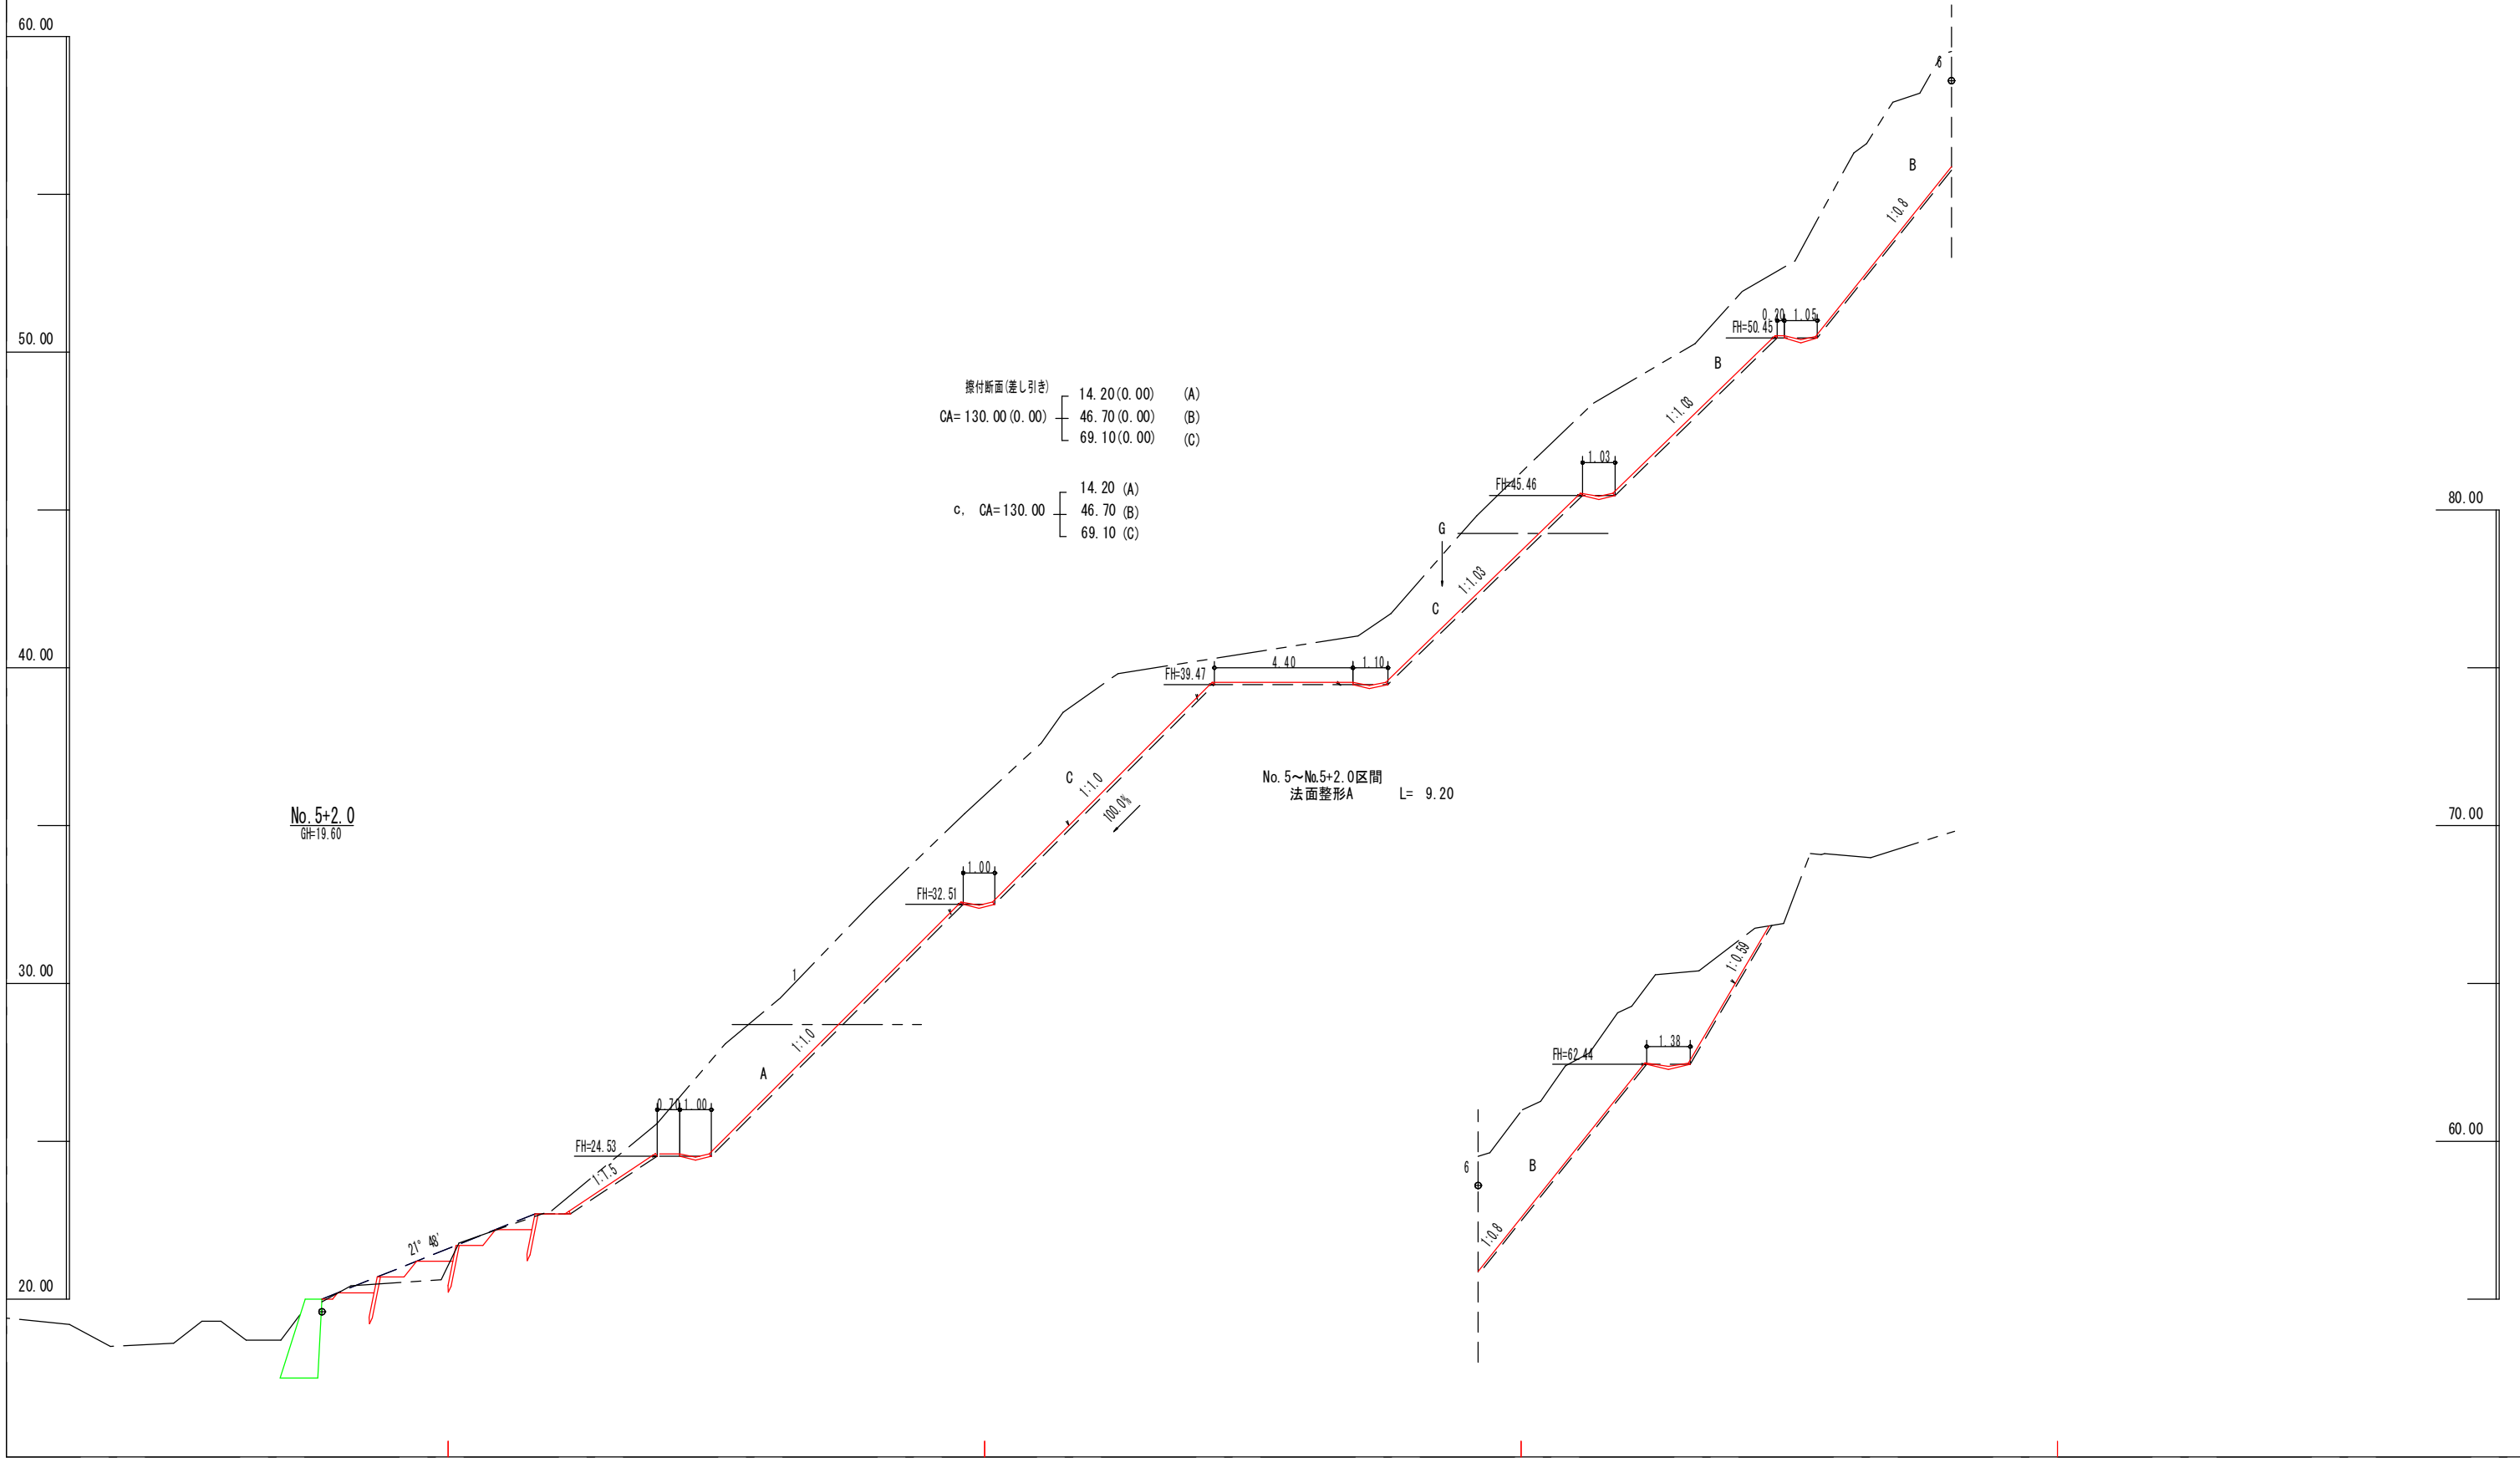 60.00
6
B
1:0.8
50.00
0.20 1.05
FH=50.45
B
擦付断面(差し引き)
14.20(0.00) (A)
CA= 130.00(0.00) 46.70(0.00) (B)
69.10(0.00) (C)
1:1.03
1.03
FH=45.46
14.20 (A)
c, CA=130.00 46.70 (B)
69.10 (C)
80.00
G
1:1.03
C
40.00
4.40 1.10
FH=39.47
C
1:1.0
100.0%
No.5～No.5+2.0区間
法面整形A L= 9.20
No.5+2.0
GH=19.60
70.00
1.00
FH=32.51
30.00
1
1:0.59
1:1.0
A
1.38
FH=62.44
0.70 1.00
FH=24.53
60.00
1:1.5
6
B
21° 48'
1:0.8
20.00